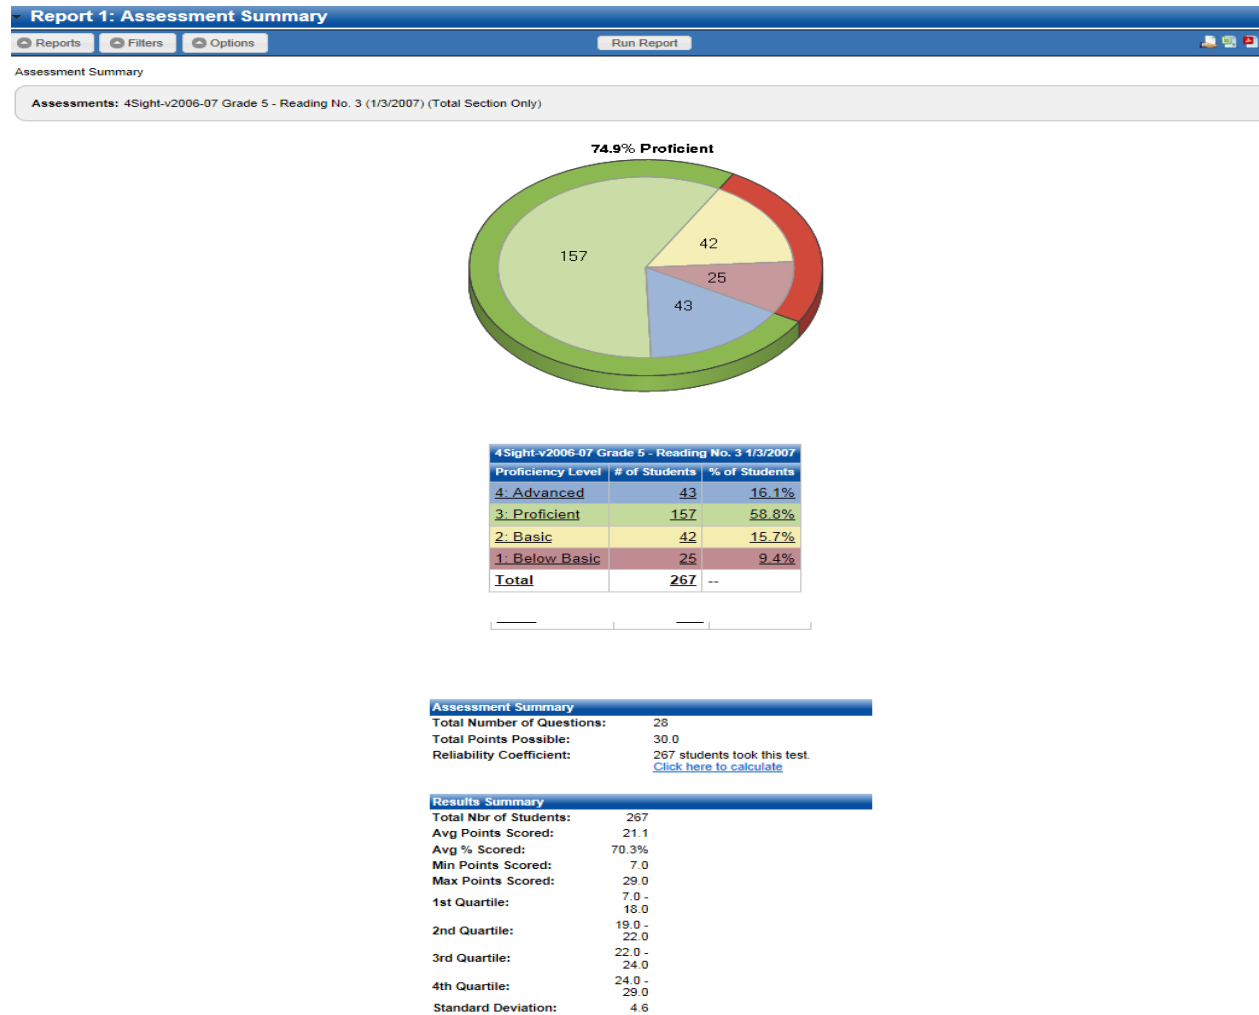 Report 1: Assessment Summary
Reports Filters Options Run Report
Assessment Summary
Assessments: 4Sight-v2006-07 Grade 5 - Reading No. 3 (1/3/2007) (Total Section Only)
74.9% Proficient
157
42
25
43
4Sight-v2006-07 Grade 5 - Reading No. 3 1/3/2007
Proficiency Level # of Students % of Students
4: Advanced 43 16.1%
3: Proficient 157 58.8%
2: Basic 42 15.7%
1: Below Basic 25 9.4%
Total 267 --
Assessment Summary
Total Number of Questions: 28
Total Points Possible: 30.0
Reliability Coefficient: 267 students took this test.
Click here to calculate
Results Summary
Total Nbr of Students: 267
Avg Points Scored: 21.1
Avg % Scored: 70.3%
Min Points Scored: 7.0
Max Points Scored: 29.0
1st Quartile: 7.0 -
18.0
2nd Quartile: 19.0 -
22.0
3rd Quartile: 22.0 -
24.0
4th Quartile: 24.0 -
29.0
Standard Deviation: 4.6